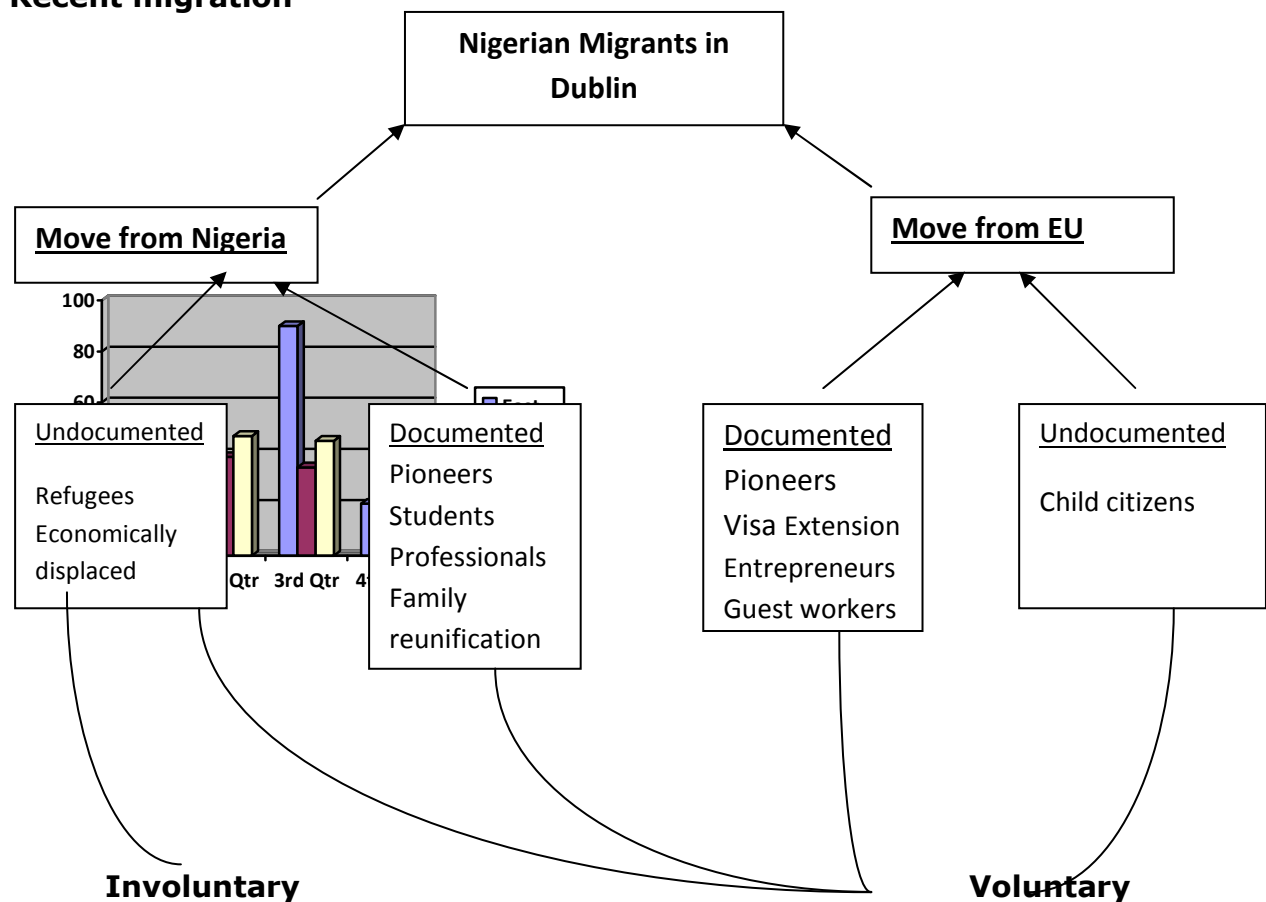 Recent migration
Nigerian Migrants in
Dublin
Move from Nigeria
Move from EU
100
80
60
Qtr 3rd Qtr
Undocumented
Refugees
Economically
displaced
Documented
Pioneers
Students
Professionals
Family
reunification
Documented
Pioneers
Visa Extension
Entrepreneurs
Guest workers
Undocumented
Child citizens
Involuntary
Voluntary